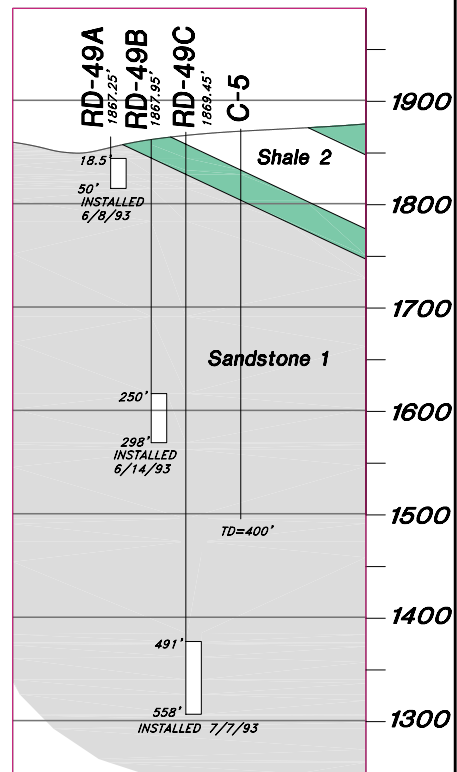 RD-49A
1867.25'
RD-49B
1867.95'
RD-49C
1869.45'
C-5
1900
Shale 2
18.5'
50'
INSTALLED
6/8/93
1800
1700
Sandstone 1
250'
1600
298'
INSTALLED
6/14/93
1500
TD=400'
1400
491'
558'
1300
INSTALLED 7/7/93